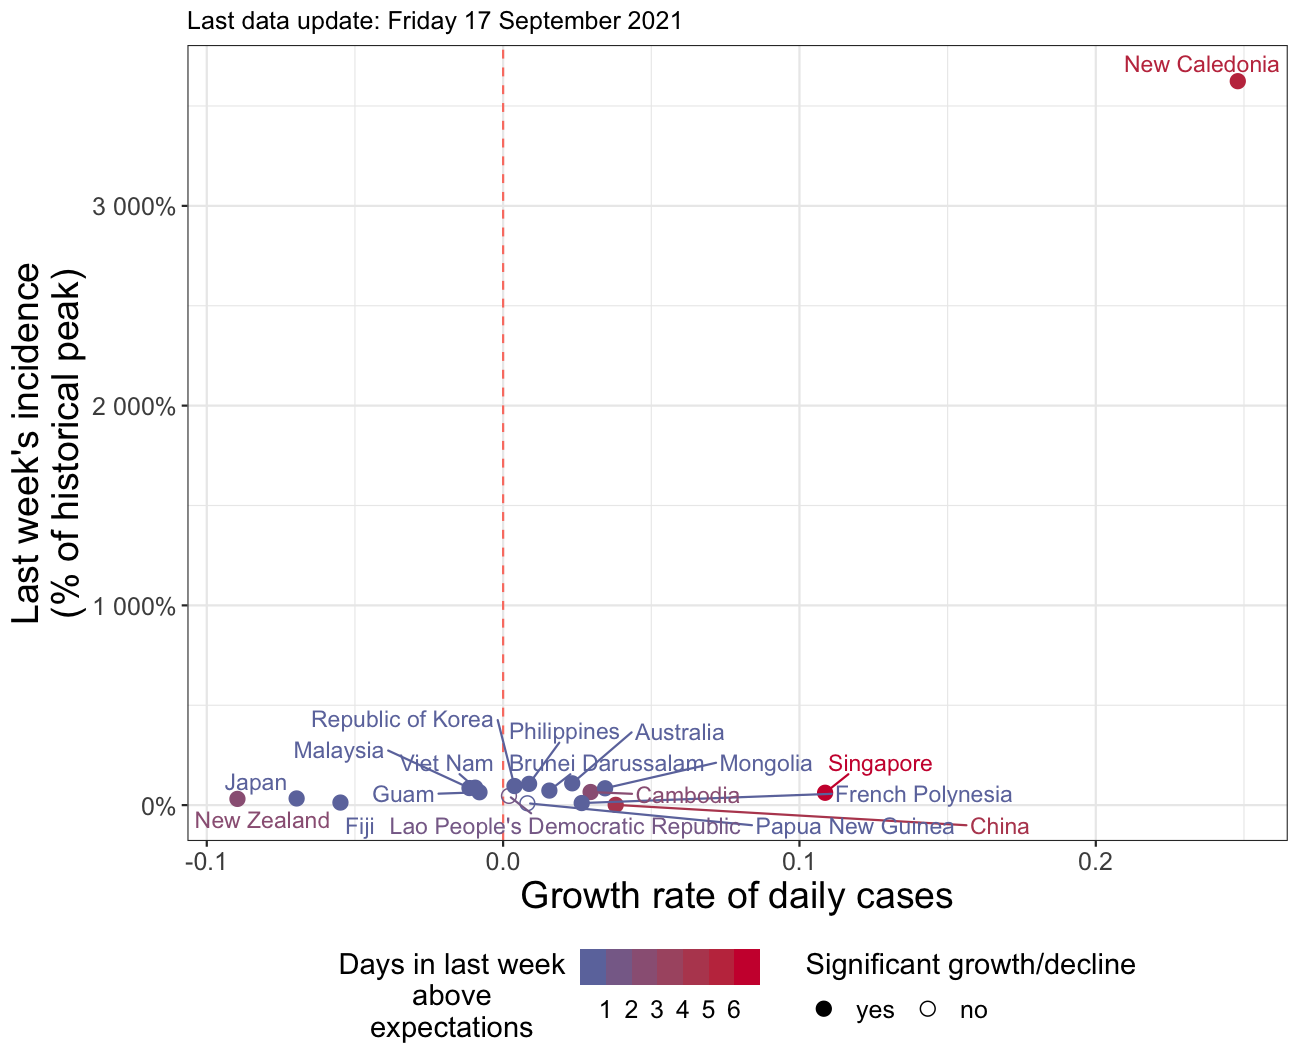 Last data update: Friday 17 September 2021
New Caledonia
Last week's incidence
(% of historical peak)
3 000%
2 000%
1 000%
0%
Republic of Korea
Philippines
Australia
Malaysia
Viet Nam
Brunei Darussalam
Mongolia
Singapore
Japan
Guam
Cambodia
French Polynesia
New Zealand
Fiji
Lao People's Democratic Republic
Papua New Guinea
China
-0.1
0.0
0.1
0.2
Growth rate of daily cases
Days in last week
above
expectations
1 2 3 4 5 6
Significant growth/decline
yes
no